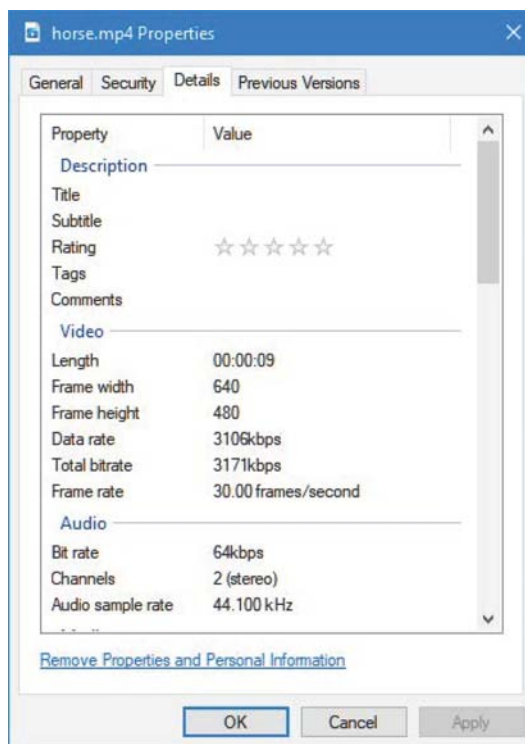 horse.mp4 Properties
General Security Details Previous Versions
Property Value
Description
Title
Subtitle
Rating
Tags
Comments
Video
Length 00:00:09
Frame width 640
Frame height 480
Data rate 3106kbps
Total bitrate 3171kbps
Frame rate 30.00 frames/second
Audio
Bit rate 64kbps
Channels 2 (stereo)
Audio sample rate 44.100 kHz
Remove Properties and Personal Information
OK Cancel Apply